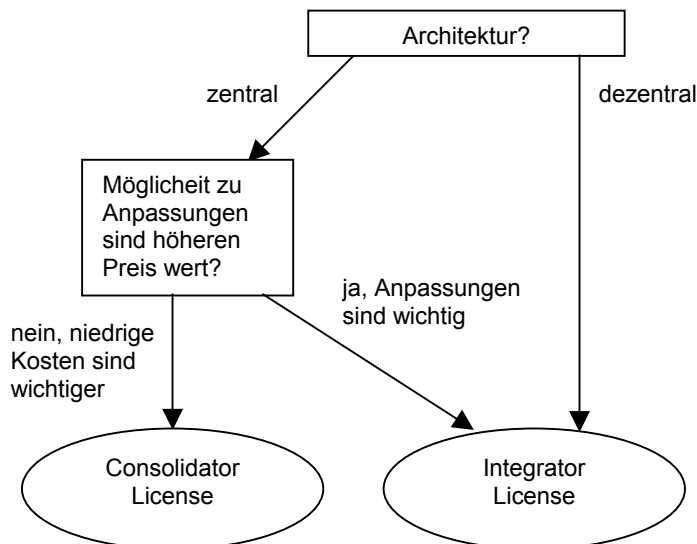 Architektur?
zentral
dezentral
Möglicheit zu
Anpassungen
sind höheren
Preis wert?
ja, Anpassungen
sind wichtig
nein, niedrige
Kosten sind
wichtiger
Consolidator
License
Integrator
License